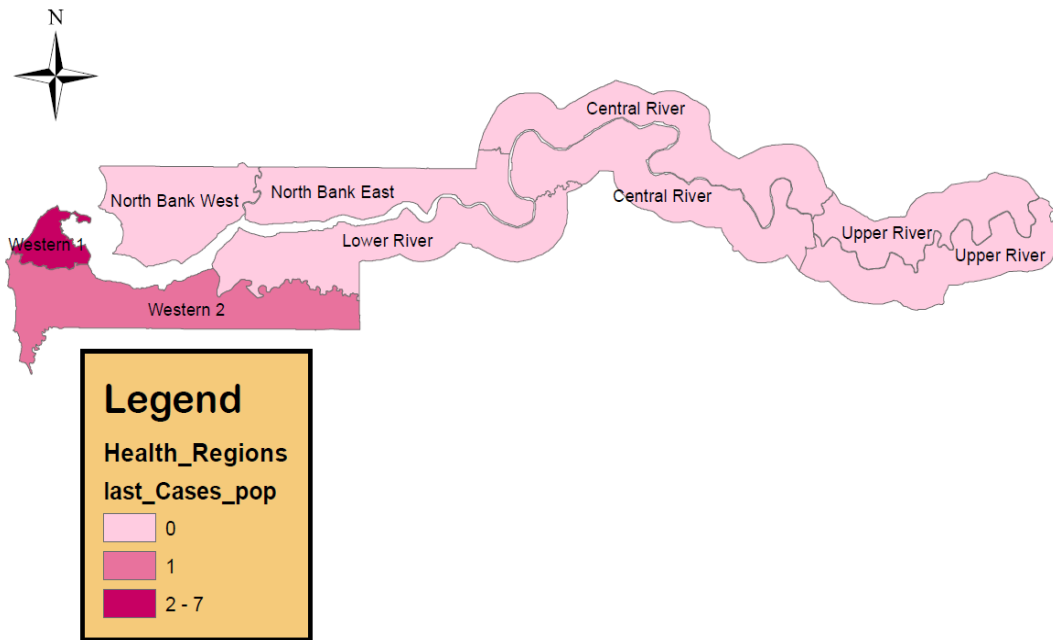 N
Central River
North Bank West
North Bank East
Central River
Lower River
Western 1
Upper River
Upper River
Western 2
Legend
Health_Regions
last_Cases_pop
0
1
2 - 7